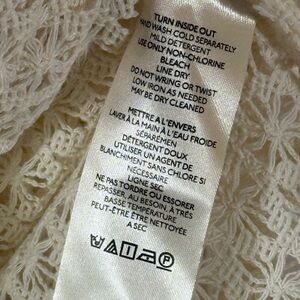 TURN INSIDE OUT
HAND WASH COLD SEPARATELY
MILD DETERGENT
USE ONLY NON-CHLORINE
BLEACH
LINE DRY
DO NOT WRING OR TWIST
LOW IRON AS NEEDED
MAY BE DRY CLEANED
METTRE A L'ENVERS
LAVER À LA MAIN À L'EAU FROIDE
SÉPARÉMEN
DÉTERGENT DOUX
UTILISER UN AGENT DE
BLANCHIMENT SANS CHLORE SI
NÉCESSAIRE
LIGNE SEC
NE PAS TORDRE OU ESSORER
REPASSER, AU BESOIN, À TRÈS
BASSE TEMPÉRATURE
PEUT-ÊTRE ÊTRE NETTOYÉE
A SEC
P